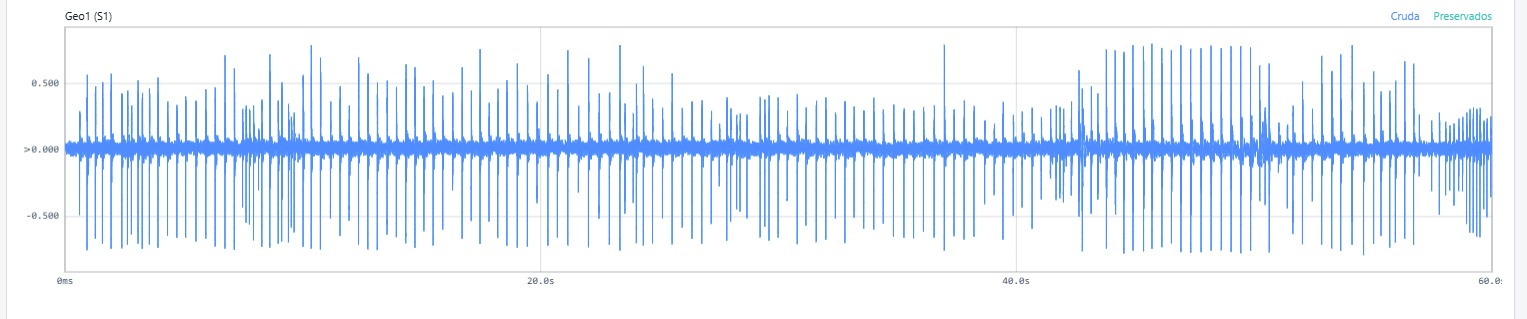 Geo1 (S1)
Cruda Preservados
0.500
>0.000
-0.500
0ms 20.0s 40.0s 60.0s